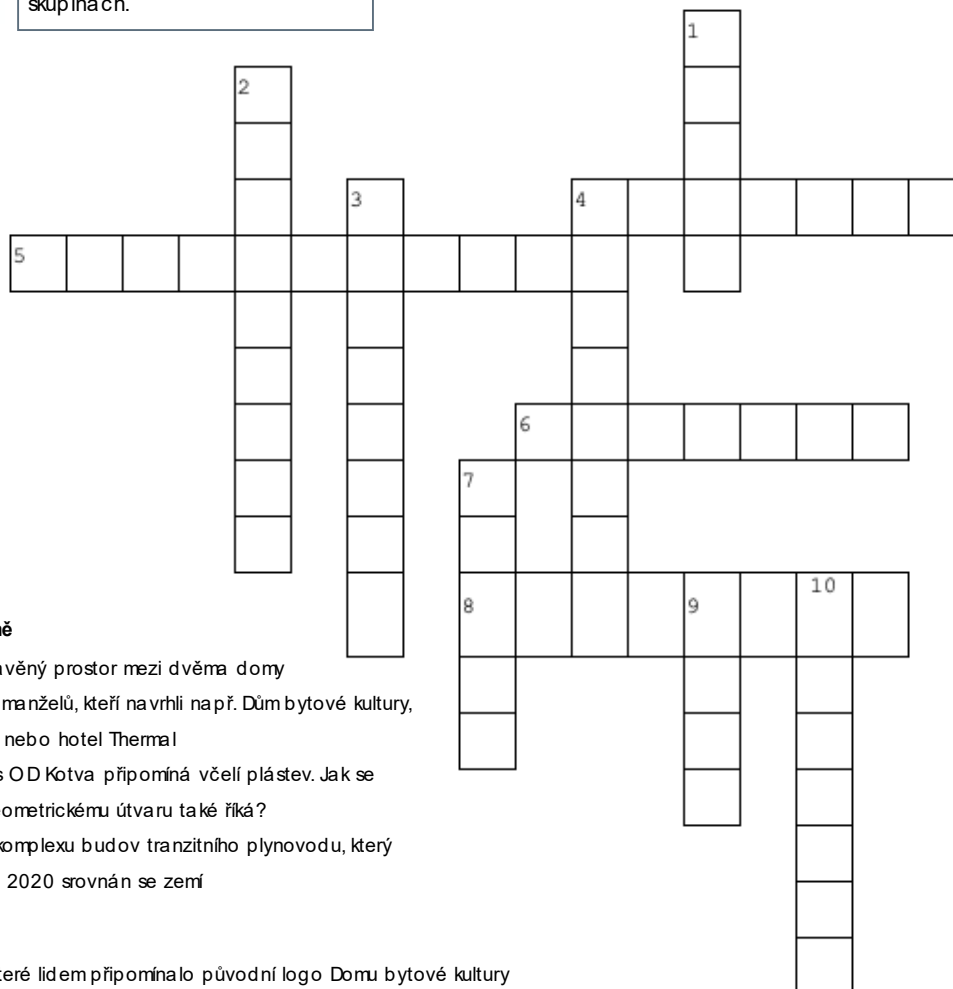 skupinách.
1
2
3 4
5
6
7
8 9 10
ně
avěný prostor mezi dvěma domy
manželů, kteří navrhli např. Dům bytové kultury,
nebo hotel Thermal
s OD Kotva připomíná včelí plástev. Jak se
ometrickému útvaru také říká?
komplexu budov tranzitního plynovodu, který
2020 srovnán se zemí
teré lidem připomínalo původní logo Domu bytové kultury